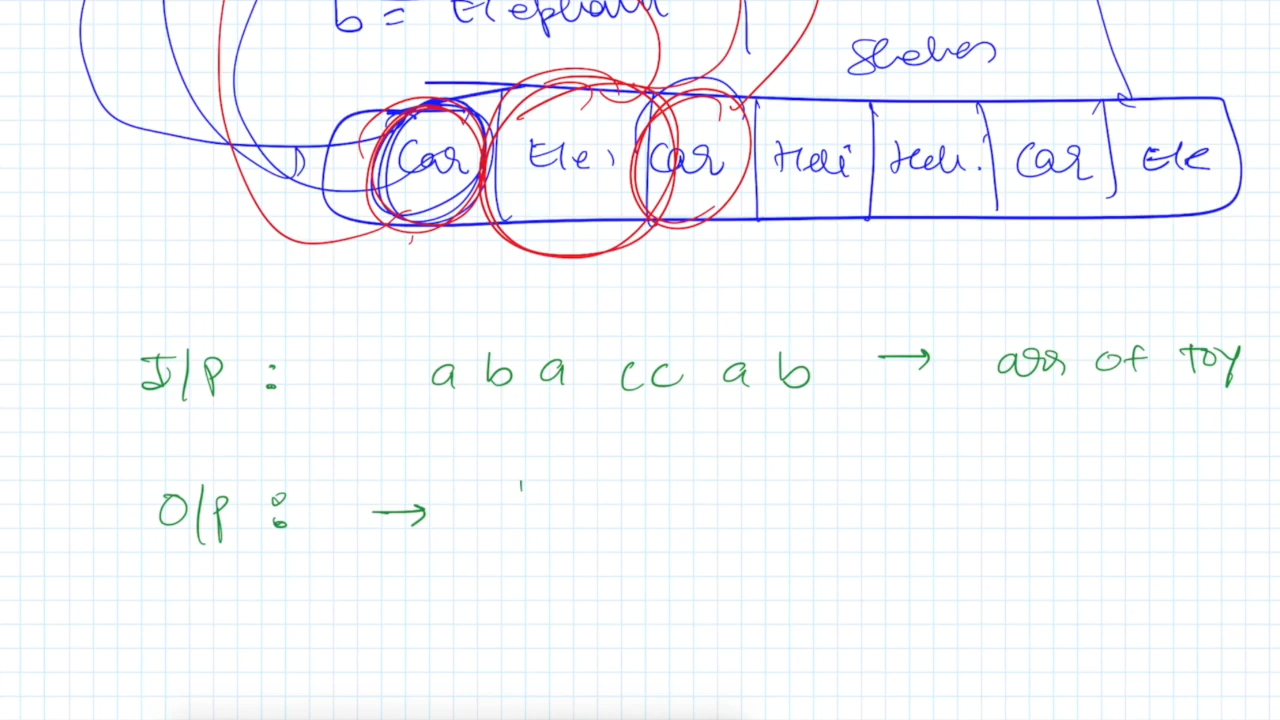 b = Elephant
Shelves
Car Ele. Car Heli Heli. Car Ele
I/P : a b a c c a b → arr of toy
O/P : →